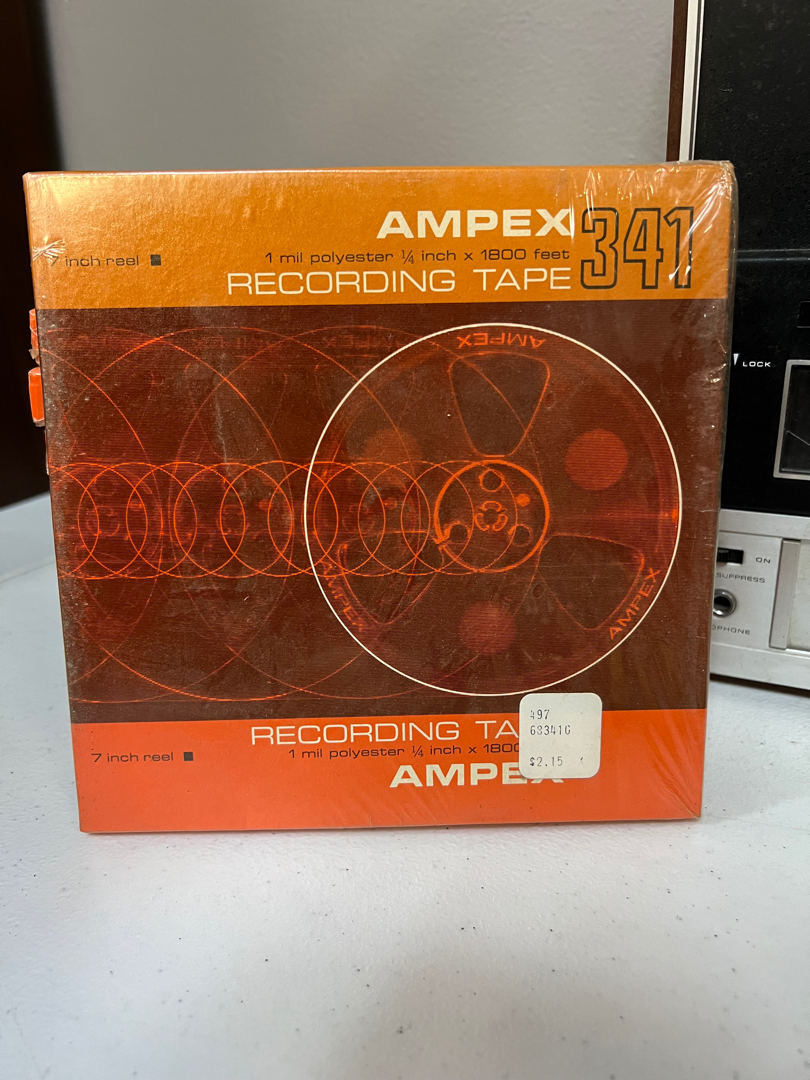 AMPEX 341
7 inch reel ■ 1 mil polyester ¼ inch x 1800 feet
RECORDING TAPE
AMPEX
AMPEX
AMPEX
LOCK
ON
SUPPRESS
RECORDING
7 inch reel ■ 1 mil polyester ¼ inch x 1800
AMPEX
497
68341G
$2.15